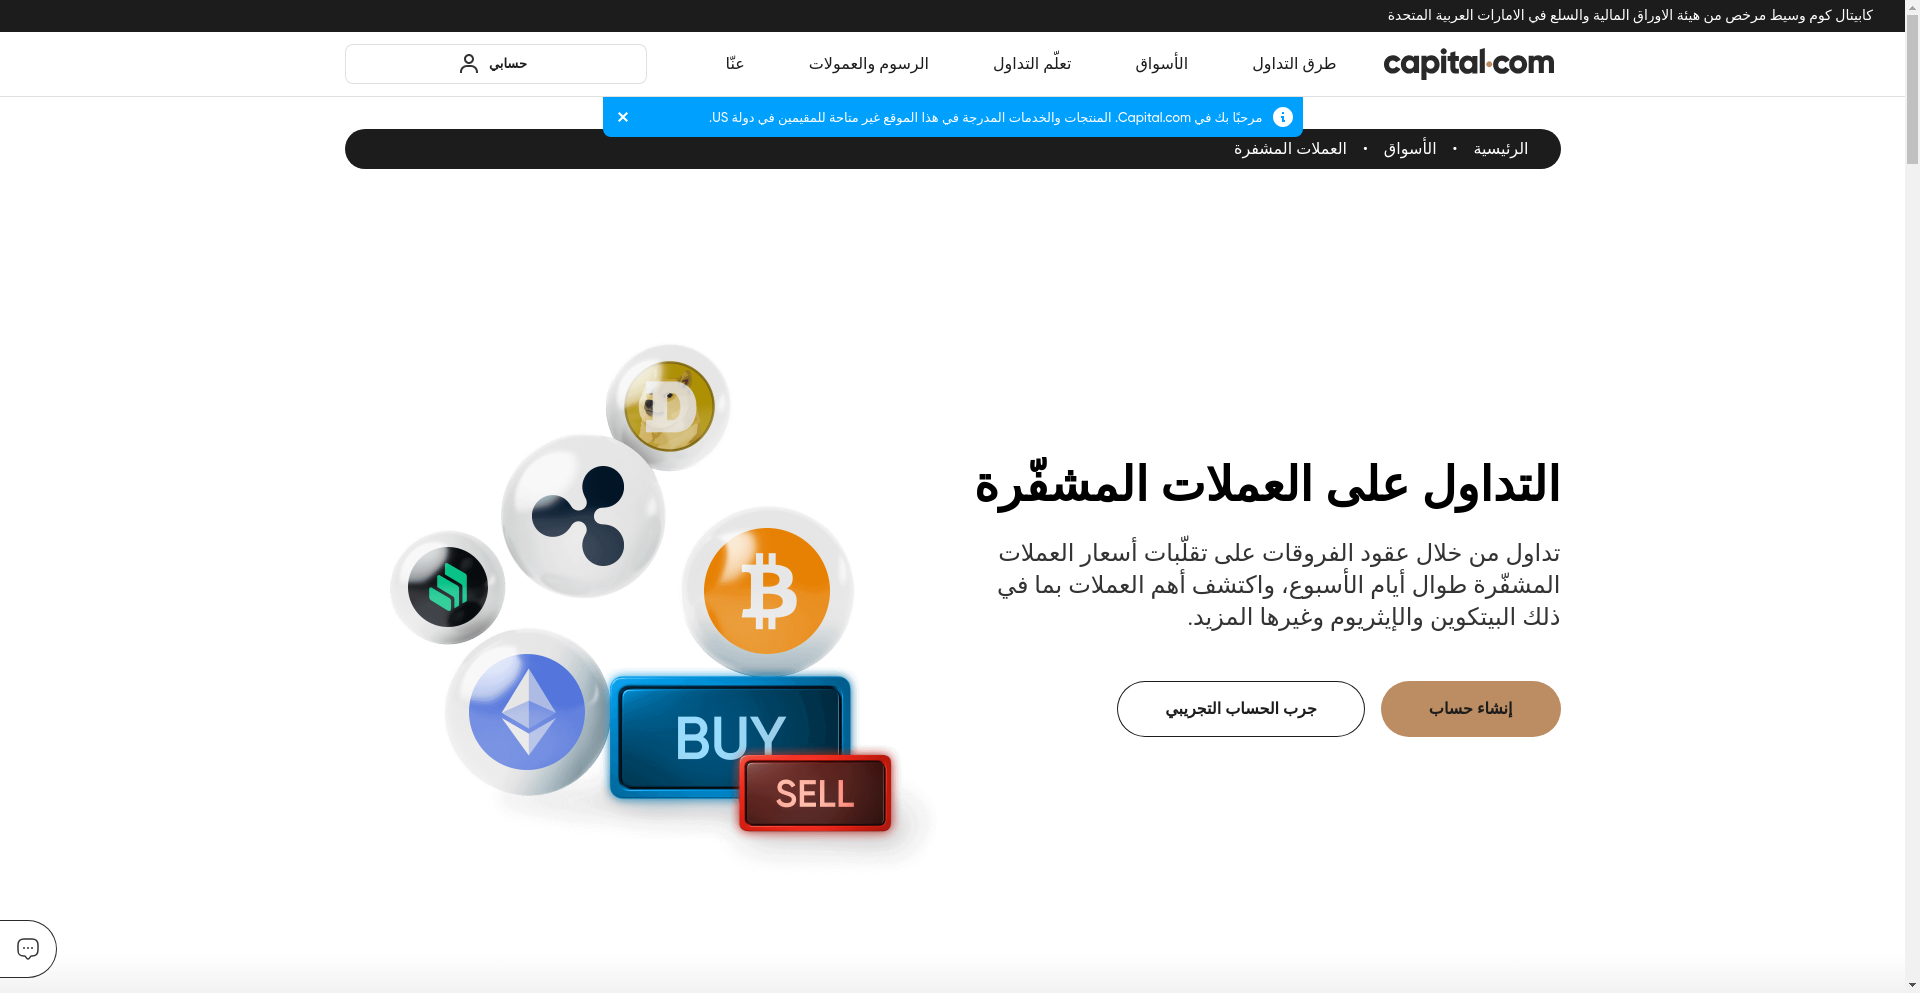 كابيتال كوم وسيط مرخص من هيئة الاوراق المالية والسلع في الامارات العربية المتحدة
capital.com
طرق التداول
الأسواق
تعلّم التداول
الرسوم والعمولات
عنّا
حسابي
مرحبًا بك في Capital.com. المنتجات والخدمات المدرجة في هذا الموقع غير متاحة للمقيمين في دولة US.
الرئيسية • الأسواق • العملات المشفرة
التداول على العملات المشفّرة
تداول من خلال عقود الفروقات على تقلّبات أسعار العملات
المشفّرة طوال أيام الأسبوع، واكتشف أهم العملات بما في
ذلك البيتكوين والإيثريوم وغيرها المزيد.
إنشاء حساب
جرب الحساب التجريبي
BUY
SELL